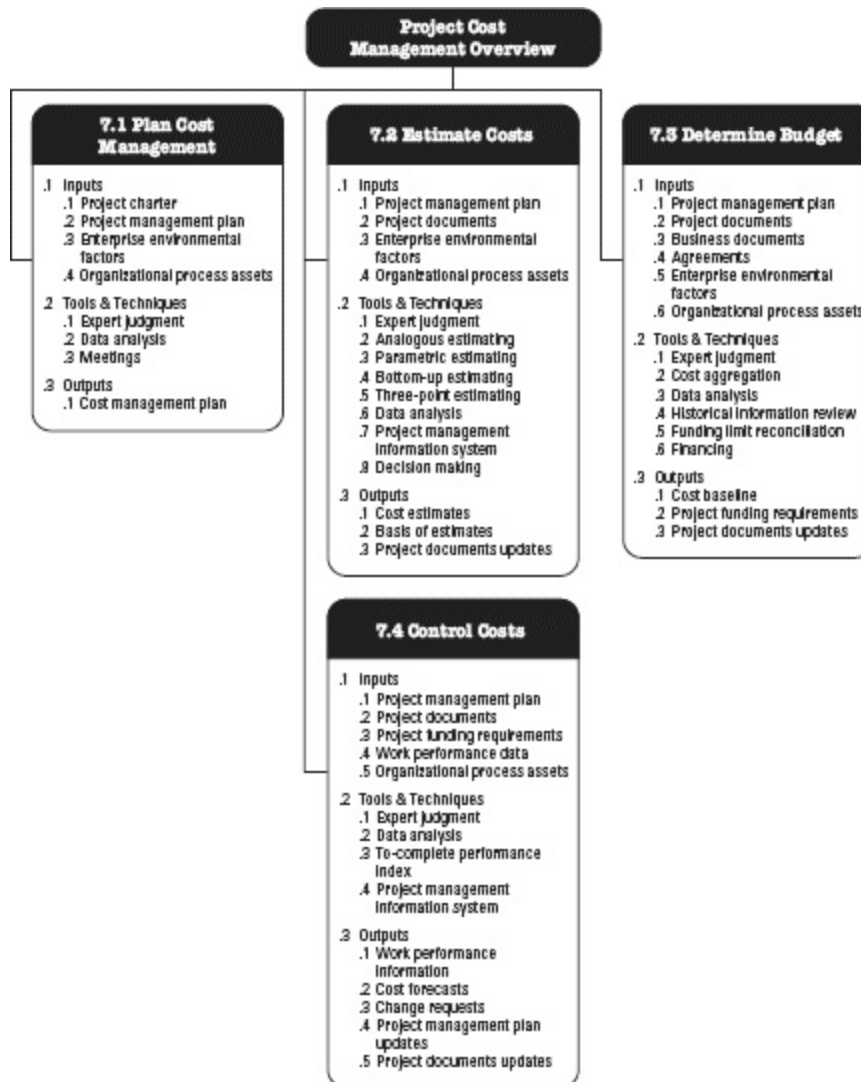 Project Cost
Management Overview
7.1 Plan Cost
Management
.1 Inputs
.1 Project charter
.2 Project management plan
.3 Enterprise environmental
factors
.4 Organizational process assets
.2 Tools & Techniques
.1 Expert judgment
.2 Data analysis
.3 Meetings
.3 Outputs
.1 Cost management plan
7.2 Estimate Costs
.1 Inputs
.1 Project management plan
.2 Project documents
.3 Enterprise environmental
factors
.4 Organizational process assets
.2 Tools & Techniques
.1 Expert judgment
.2 Analogous estimating
.3 Parametric estimating
.4 Bottom-up estimating
.5 Three-point estimating
.6 Data analysis
.7 Project management
information system
.8 Decision making
.3 Outputs
.1 Cost estimates
.2 Basis of estimates
.3 Project documents updates
7.3 Determine Budget
.1 Inputs
.1 Project management plan
.2 Project documents
.3 Business documents
.4 Agreements
.5 Enterprise environmental
factors
.6 Organizational process assets
.2 Tools & Techniques
.1 Expert judgment
.2 Cost aggregation
.3 Data analysis
.4 Historical information review
.5 Funding limit reconciliation
.6 Financing
.3 Outputs
.1 Cost baseline
.2 Project funding requirements
.3 Project documents updates
7.4 Control Costs
.1 Inputs
.1 Project management plan
.2 Project documents
.3 Project funding requirements
.4 Work performance data
.5 Organizational process assets
.2 Tools & Techniques
.1 Expert judgment
.2 Data analysis
.3 To-complete performance
index
.4 Project management
information system
.3 Outputs
.1 Work performance
information
.2 Cost forecasts
.3 Change requests
.4 Project management plan
updates
.5 Project documents updates